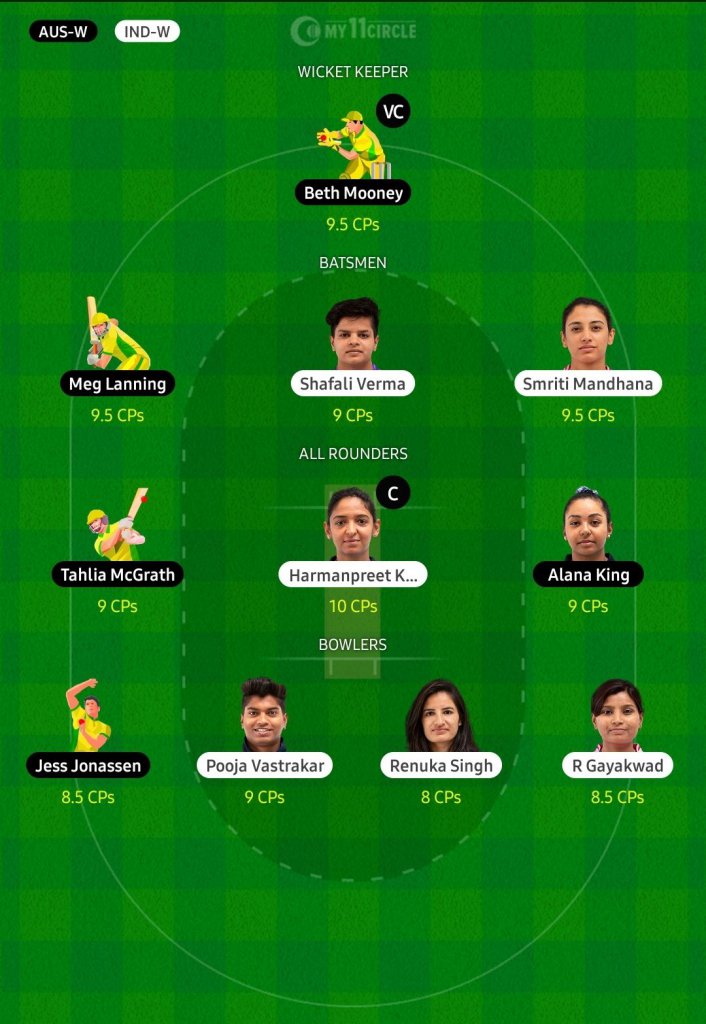 AUS-W IND-W MY11CIRCLE
WICKET KEEPER
VC
Beth Mooney
9.5 CPs
BATSMEN
Meg Lanning Shafali Verma Smriti Mandhana
9.5 CPs 9 CPs 9.5 CPs
ALL ROUNDERS
C
Tahlia McGrath Harmanpreet K... Alana King
9 CPs 10 CPs 9 CPs
BOWLERS
Jess Jonassen Pooja Vastrakar Renuka Singh R Gayakwad
8.5 CPs 9 CPs 8 CPs 8.5 CPs